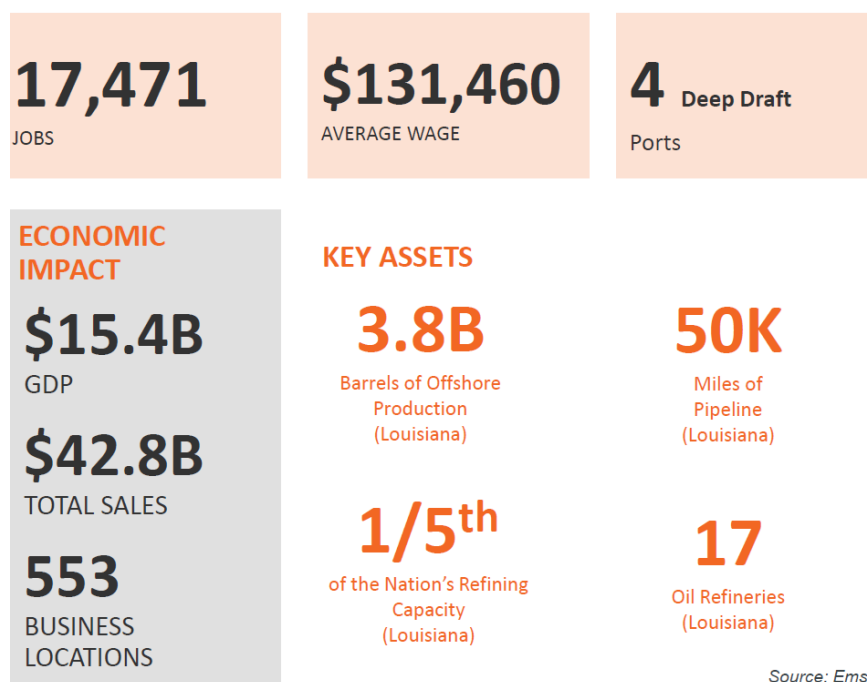 17,471
JOBS
$131,460
AVERAGE WAGE
4 Deep Draft
Ports
ECONOMIC
IMPACT
$15.4B
GDP
$42.8B
TOTAL SALES
553
BUSINESS
LOCATIONS
KEY ASSETS
3.8B
Barrels of Offshore
Production
(Louisiana)
50K
Miles of
Pipeline
(Louisiana)
1/5th
of the Nation's Refining
Capacity
(Louisiana)
17
Oil Refineries
(Louisiana)
Source: Ems